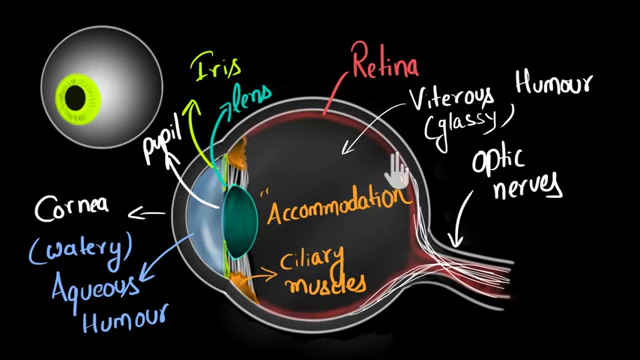 Iris
lens
Retina
Viterous Humour
(glassy)
pupil
Optic
nerves
Cornea
"Accommodation
(watery)
Aqueous
Humour
Ciliary
muscles